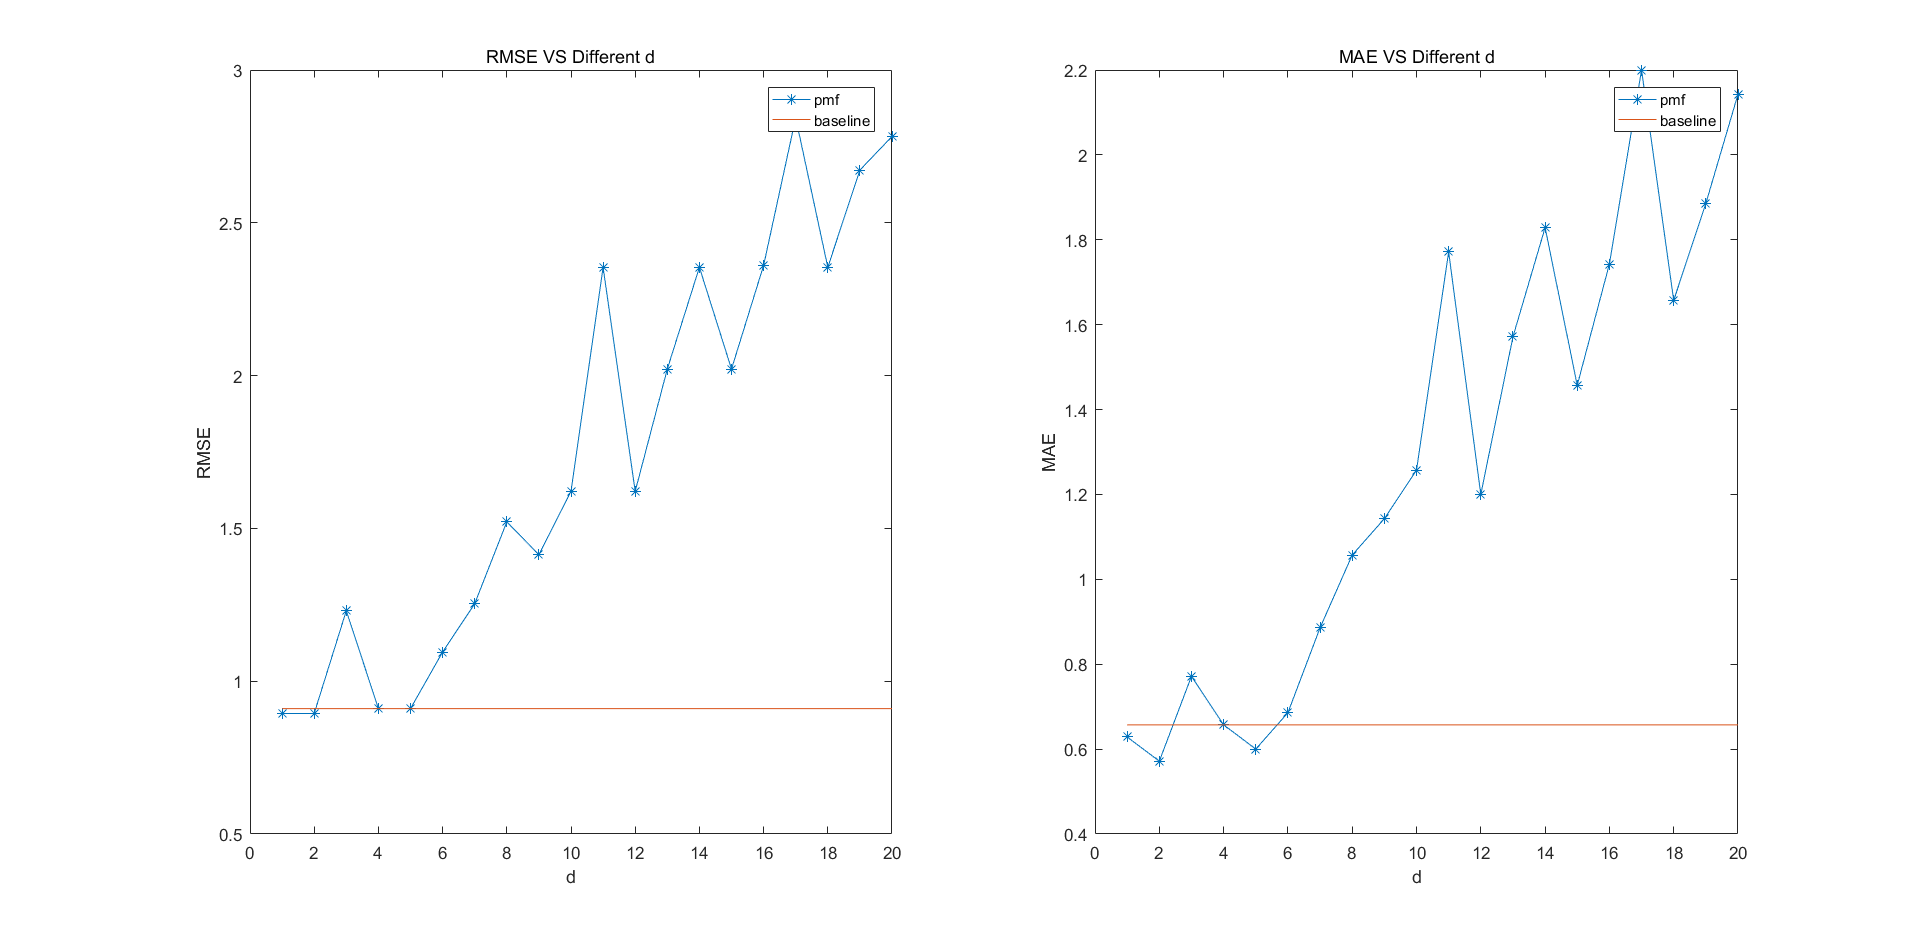 RMSE VS Different d
3
2.5
2
1.5
1
0.5
RMSE
0 2 4 6 8 10 12 14 16 18 20
d
pmf
baseline
MAE VS Different d
2.2
2
1.8
1.6
1.4
1.2
1
0.8
0.6
0.4
MAE
0 2 4 6 8 10 12 14 16 18 20
d
pmf
baseline